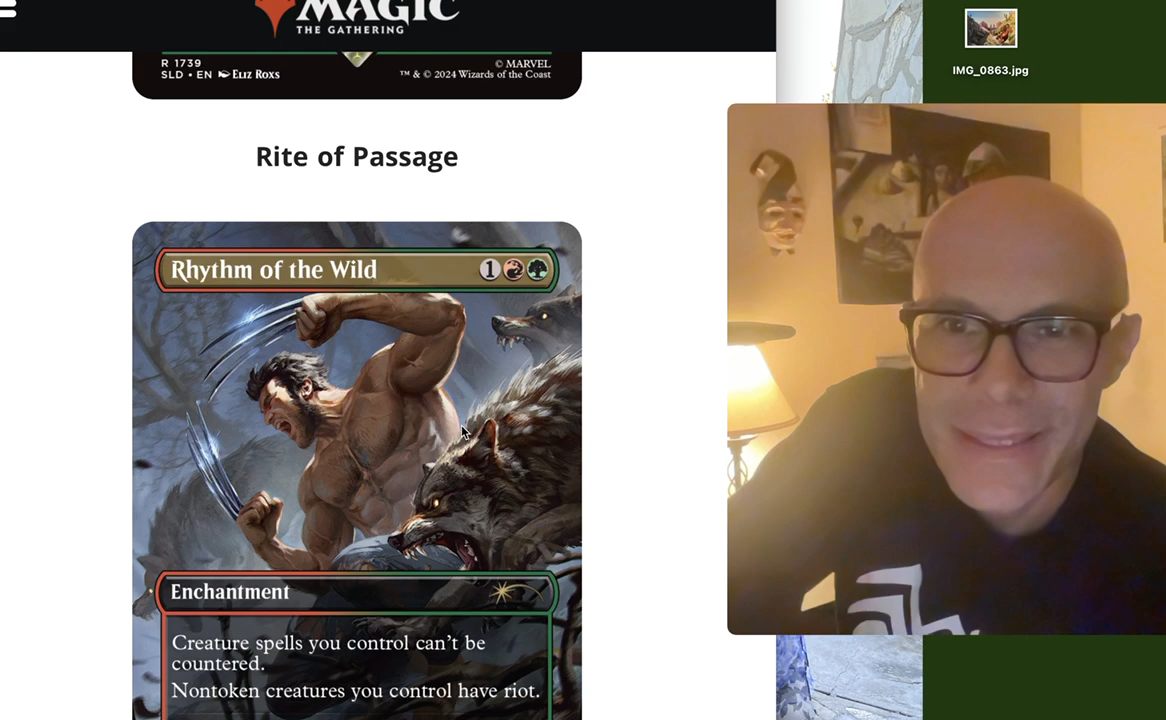 MAGIC
THE GATHERING
R 1739
SLD • EN Eliz Roxs
© MARVEL
™ & © 2024 Wizards of the Coast
IMG_0863.jpg
Rite of Passage
Rhythm of the Wild 1
Enchantment
Creature spells you control can't be
countered.
Nontoken creatures you control have riot.